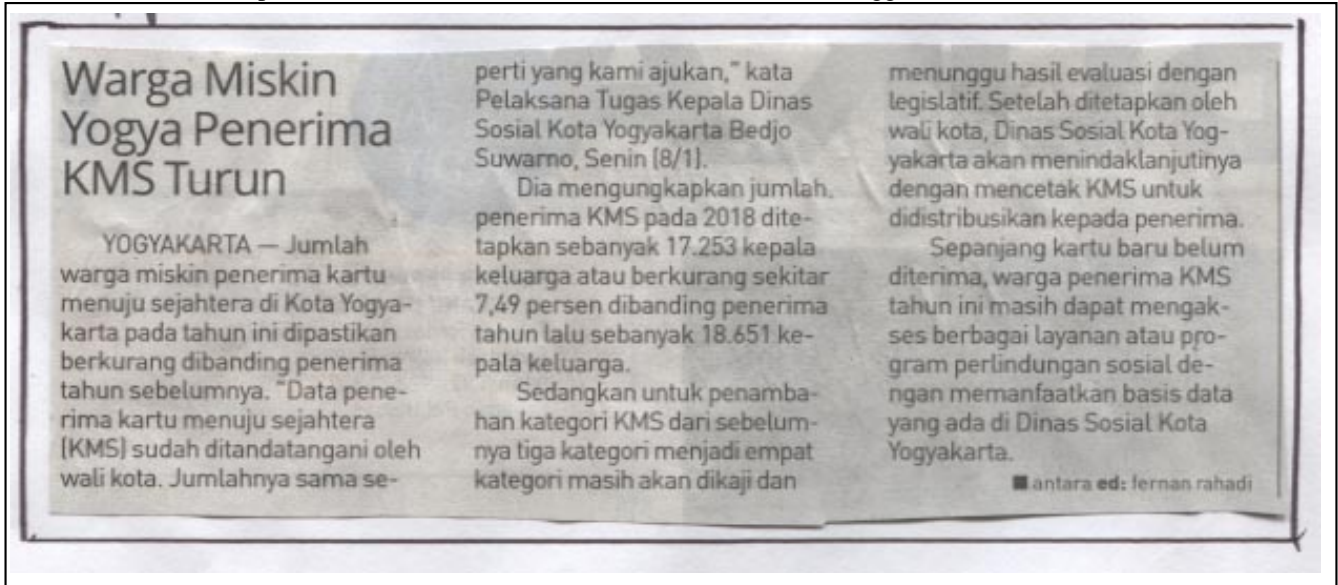 Warga Miskin
Yogya Penerima
KMS Turun
YOGYAKARTA — Jumlah
warga miskin penerima kartu
menuju sejahtera di Kota Yogya-
karta pada tahun ini dipastikan
berkurang dibanding penerima
tahun sebelumnya. "Data pene-
rima kartu menuju sejahtera
(KMS) sudah ditandatangani oleh
wali kota. Jumlahnya sama se-
perti yang kami ajukan," kata
Pelaksana Tugas Kepala Dinas
Sosial Kota Yogyakarta Bedjo
Suwarno, Senin (8/1).
Dia mengungkapkan jumlah
penerima KMS pada 2018 dite-
tapkan sebanyak 17.253 kepala
keluarga atau berkurang sekitar
7,49 persen dibanding penerima
tahun lalu sebanyak 18.651 ke-
pala keluarga.
Sedangkan untuk penamba-
han kategori KMS dari sebelum-
nya tiga kategori menjadi empat
kategori masih akan dikaji dan
menunggu hasil evaluasi dengan
legislatif. Setelah ditetapkan oleh
wali kota, Dinas Sosial Kota Yog-
yakarta akan menindaklanjutinya
dengan mencetak KMS untuk
didistribusikan kepada penerima.
Sepanjang kartu baru belum
diterima, warga penerima KMS
tahun ini masih dapat mengak-
ses berbagai layanan atau pro-
gram perlindungan sosial de-
ngan memanfaatkan basis data
yang ada di Dinas Sosial Kota
Yogyakarta.
■ antara ed: fernan rahadi